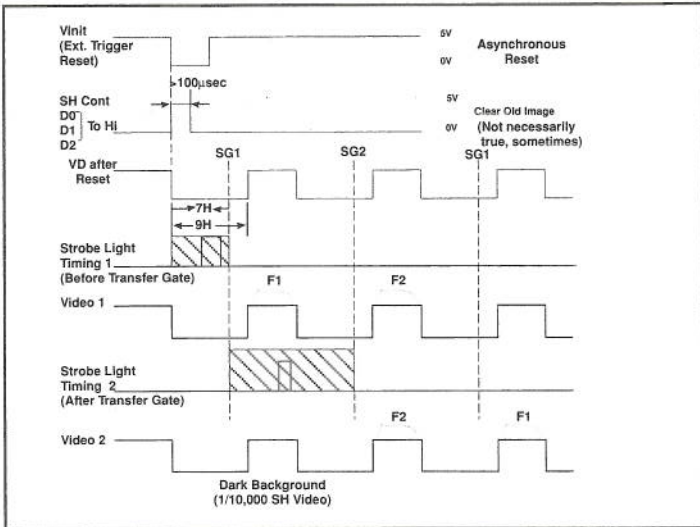 Vinit
(Ext. Trigger
Reset)
5V
0V
Asynchronous
Reset
>100µsec
SH Cont
D0
D1
D2
To Hi
5V
0V
Clear Old Image
(Not necessarily
true, sometimes)
SG1
SG2
SG1
VD after
Reset
7H
9H
Strobe Light
Timing 1
(Before Transfer Gate)
F1
F2
Video 1
Strobe Light
Timing 2
(After Transfer Gate)
F2
F1
Video 2
Dark Background
(1/10,000 SH Video)